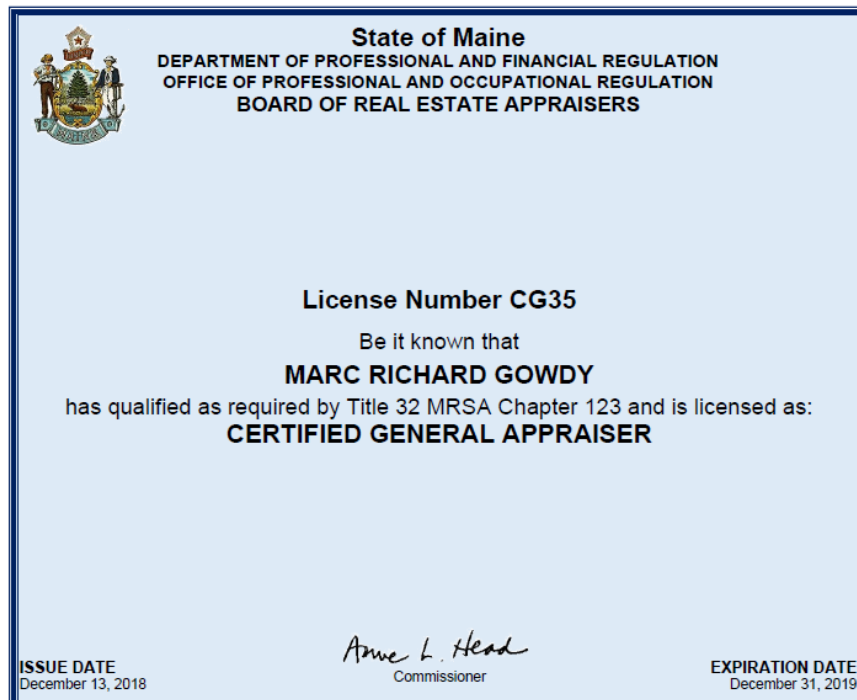 State of Maine
DEPARTMENT OF PROFESSIONAL AND FINANCIAL REGULATION
OFFICE OF PROFESSIONAL AND OCCUPATIONAL REGULATION
BOARD OF REAL ESTATE APPRAISERS
License Number CG35
Be it known that
MARC RICHARD GOWDY
has qualified as required by Title 32 MRSA Chapter 123 and is licensed as:
CERTIFIED GENERAL APPRAISER
Anne L. Head
Commissioner
ISSUE DATE
December 13, 2018
EXPIRATION DATE
December 31, 2019